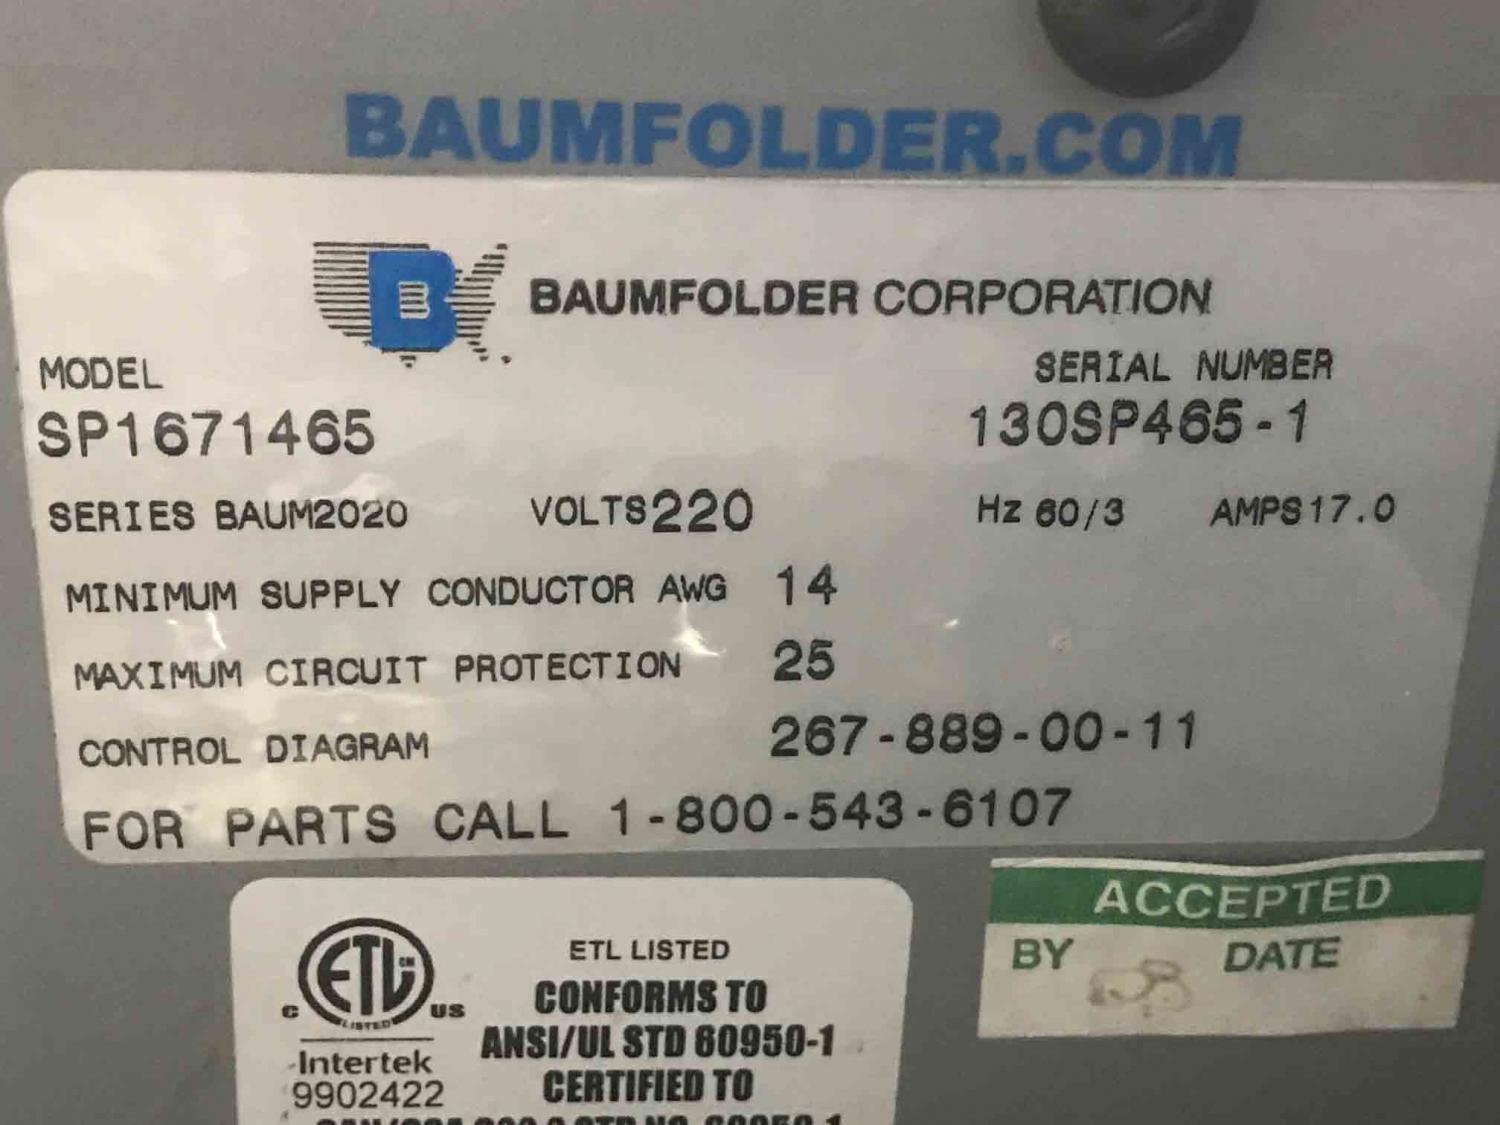 BAUMFOLDER.COM
B
BAUMFOLDER CORPORATION
MODEL
SERIAL NUMBER
SP1671465
130SP465-1
SERIES BAUM2020 VOLTS220 Hz 60/3 AMPS17.0
MINIMUM SUPPLY CONDUCTOR AWG 14
MAXIMUM CIRCUIT PROTECTION 25
CONTROL DIAGRAM 267-889-00-11
FOR PARTS CALL 1-800-543-6107
ACCEPTED
BY DATE
ETL CM
C US
LISTED
Intertek
9902422
ETL LISTED
CONFORMS TO
ANSI/UL STD 60950-1
CERTIFIED TO